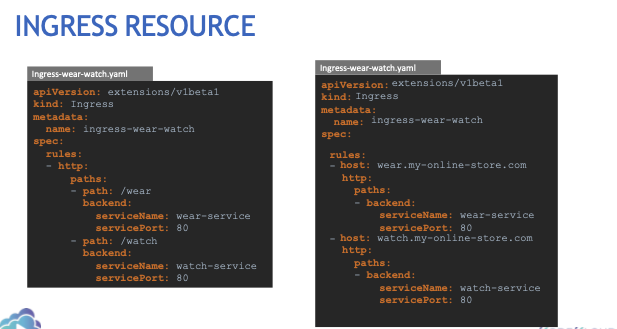 INGRESS RESOURCE
Ingress-wear-watch.yaml
apiVersion: extensions/v1beta1
kind: Ingress
metadata:
  name: ingress-wear-watch
spec:
  rules:
  - http:
      paths:
      - path: /wear
        backend:
          serviceName: wear-service
          servicePort: 80
      - path: /watch
        backend:
          serviceName: watch-service
          servicePort: 80
Ingress-wear-watch.yaml
apiVersion: extensions/v1beta1
kind: Ingress
metadata:
  name: ingress-wear-watch
spec:
  rules:
  - host: wear.my-online-store.com
    http:
      paths:
      - backend:
          serviceName: wear-service
          servicePort: 80
  - host: watch.my-online-store.com
    http:
      paths:
      - backend:
          serviceName: watch-service
          servicePort: 80